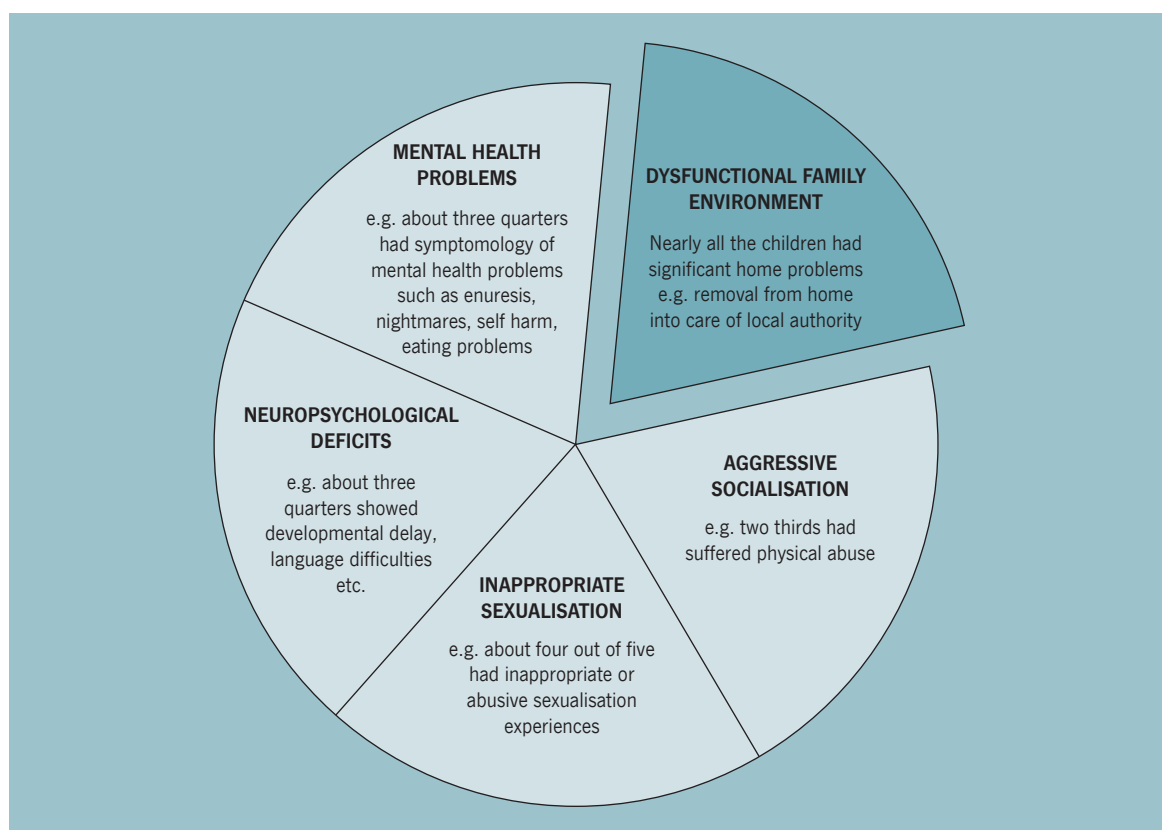 MENTAL HEALTH
PROBLEMS
e.g. about three quarters
had symptomology of
mental health problems
such as enuresis,
nightmares, self harm,
eating problems
DYSFUNCTIONAL FAMILY
ENVIRONMENT
Nearly all the children had
significant home problems
e.g. removal from home
into care of local authority
NEUROPSYCHOLOGICAL
DEFICITS
e.g. about three
quarters showed
developmental delay,
language difficulties
etc.
AGGRESSIVE
SOCIALISATION
e.g. two thirds had
suffered physical abuse
INAPPROPRIATE
SEXUALISATION
e.g. about four out of five
had inappropriate or
abusive sexualisation
experiences